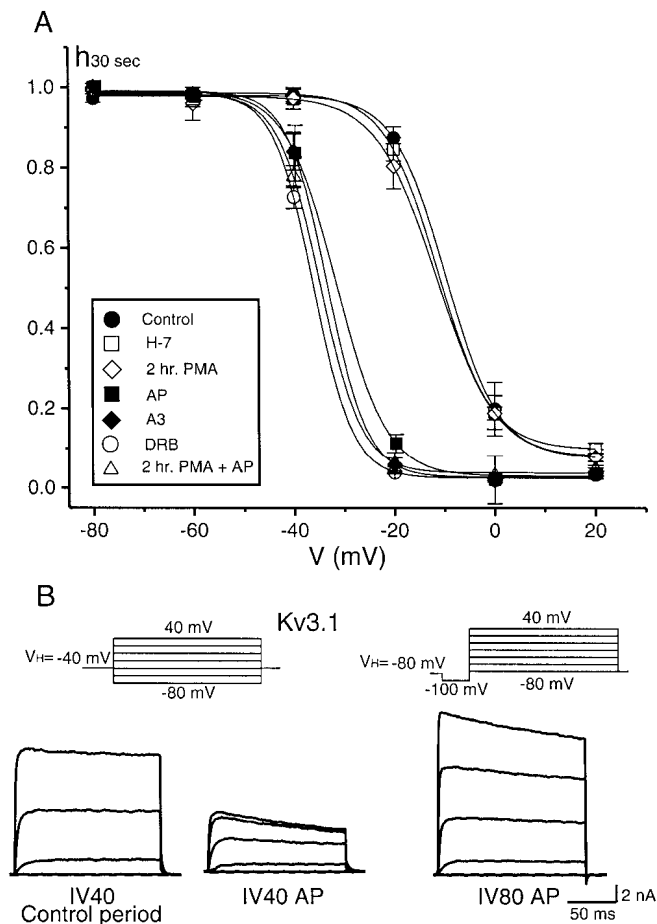 A
h30 sec
1.0
0.8
0.6
0.4
0.2
0.0
Control
H-7
2 hr. PMA
AP
A3
DRB
2 hr. PMA + AP
-80 -60 -40 -20 0 20
V (mV)
B
Kv3.1
40 mV
VH= -40 mV
-80 mV
40 mV
VH= -80 mV
-100 mV
-80 mV
IV40
Control period
IV40 AP
IV80 AP
2 nA
50 ms